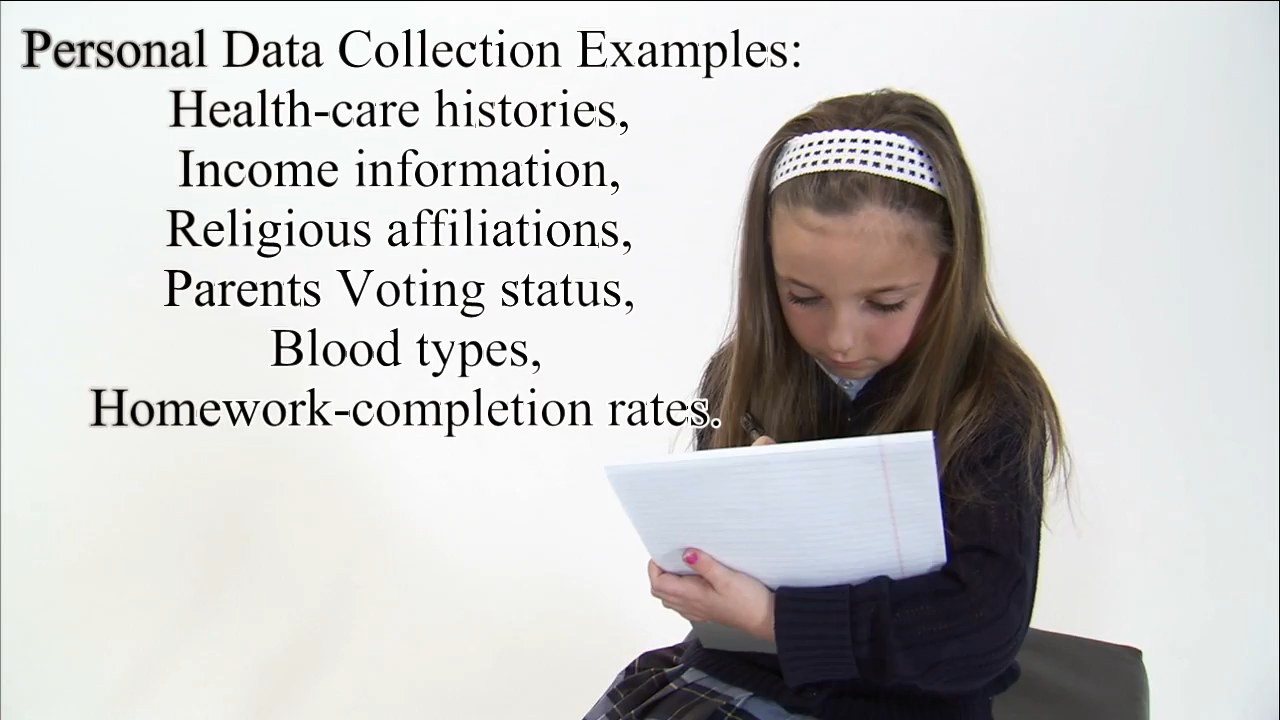 Personal Data Collection Examples:
Health-care histories,
Income information,
Religious affiliations,
Parents Voting status,
Blood types,
Homework-completion rates.